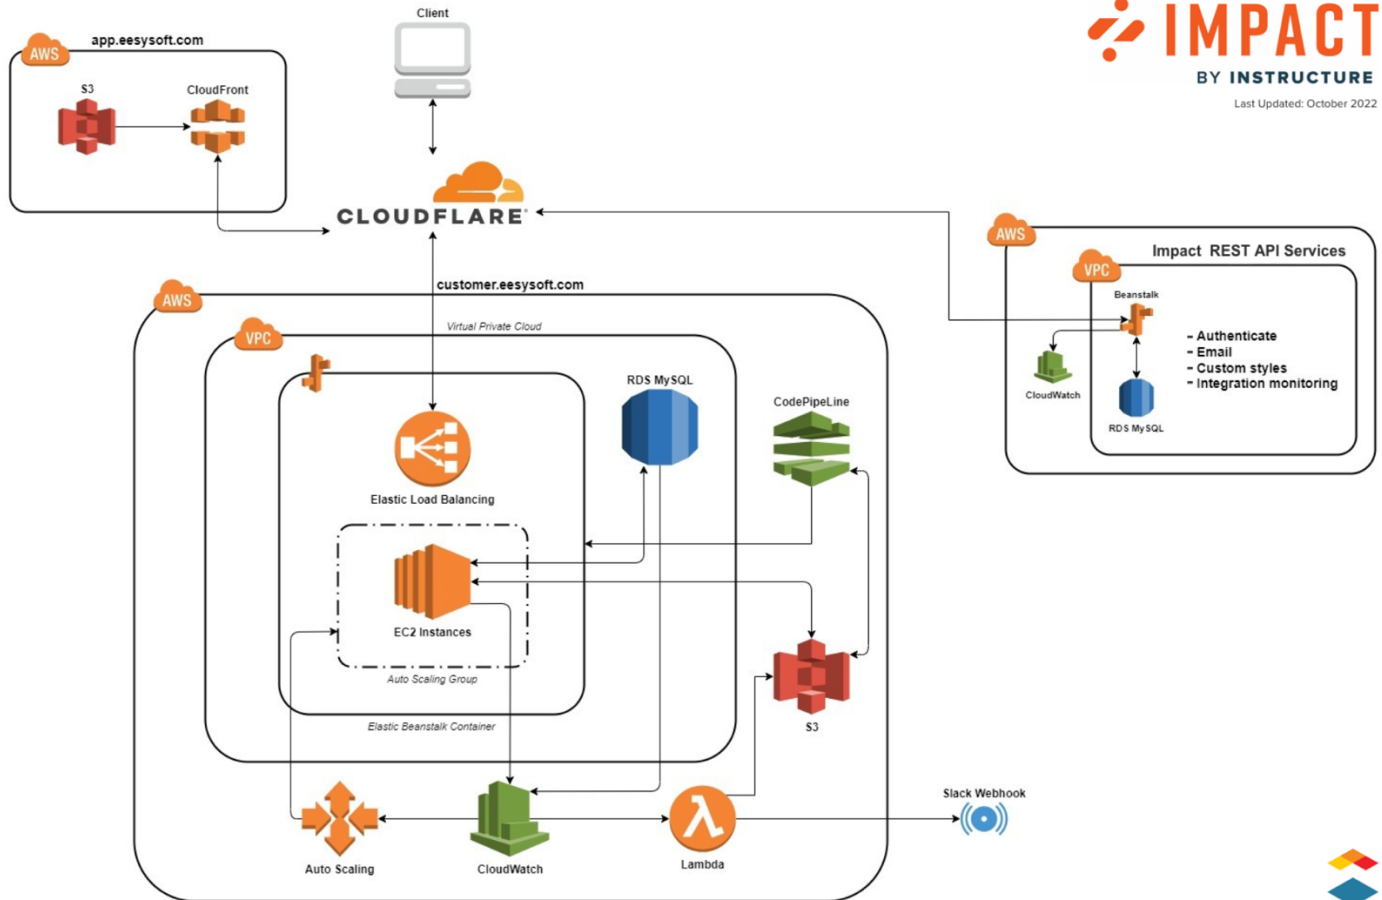 Client
IMPACT
BY INSTRUCTURE
Last Updated: October 2022
AWS
app.eesysoft.com
S3
CloudFront
CLOUDFLARE
AWS
Impact REST API Services
VPC
Beanstalk
- Authenticate
- Email
- Custom styles
- Integration monitoring
CloudWatch
RDS MySQL
AWS
customer.eesysoft.com
VPC
Virtual Private Cloud
RDS MySQL
CodePipeLine
Elastic Load Balancing
EC2 Instances
Auto Scaling Group
Elastic Beanstalk Container
S3
Slack Webhook
Auto Scaling
CloudWatch
Lambda